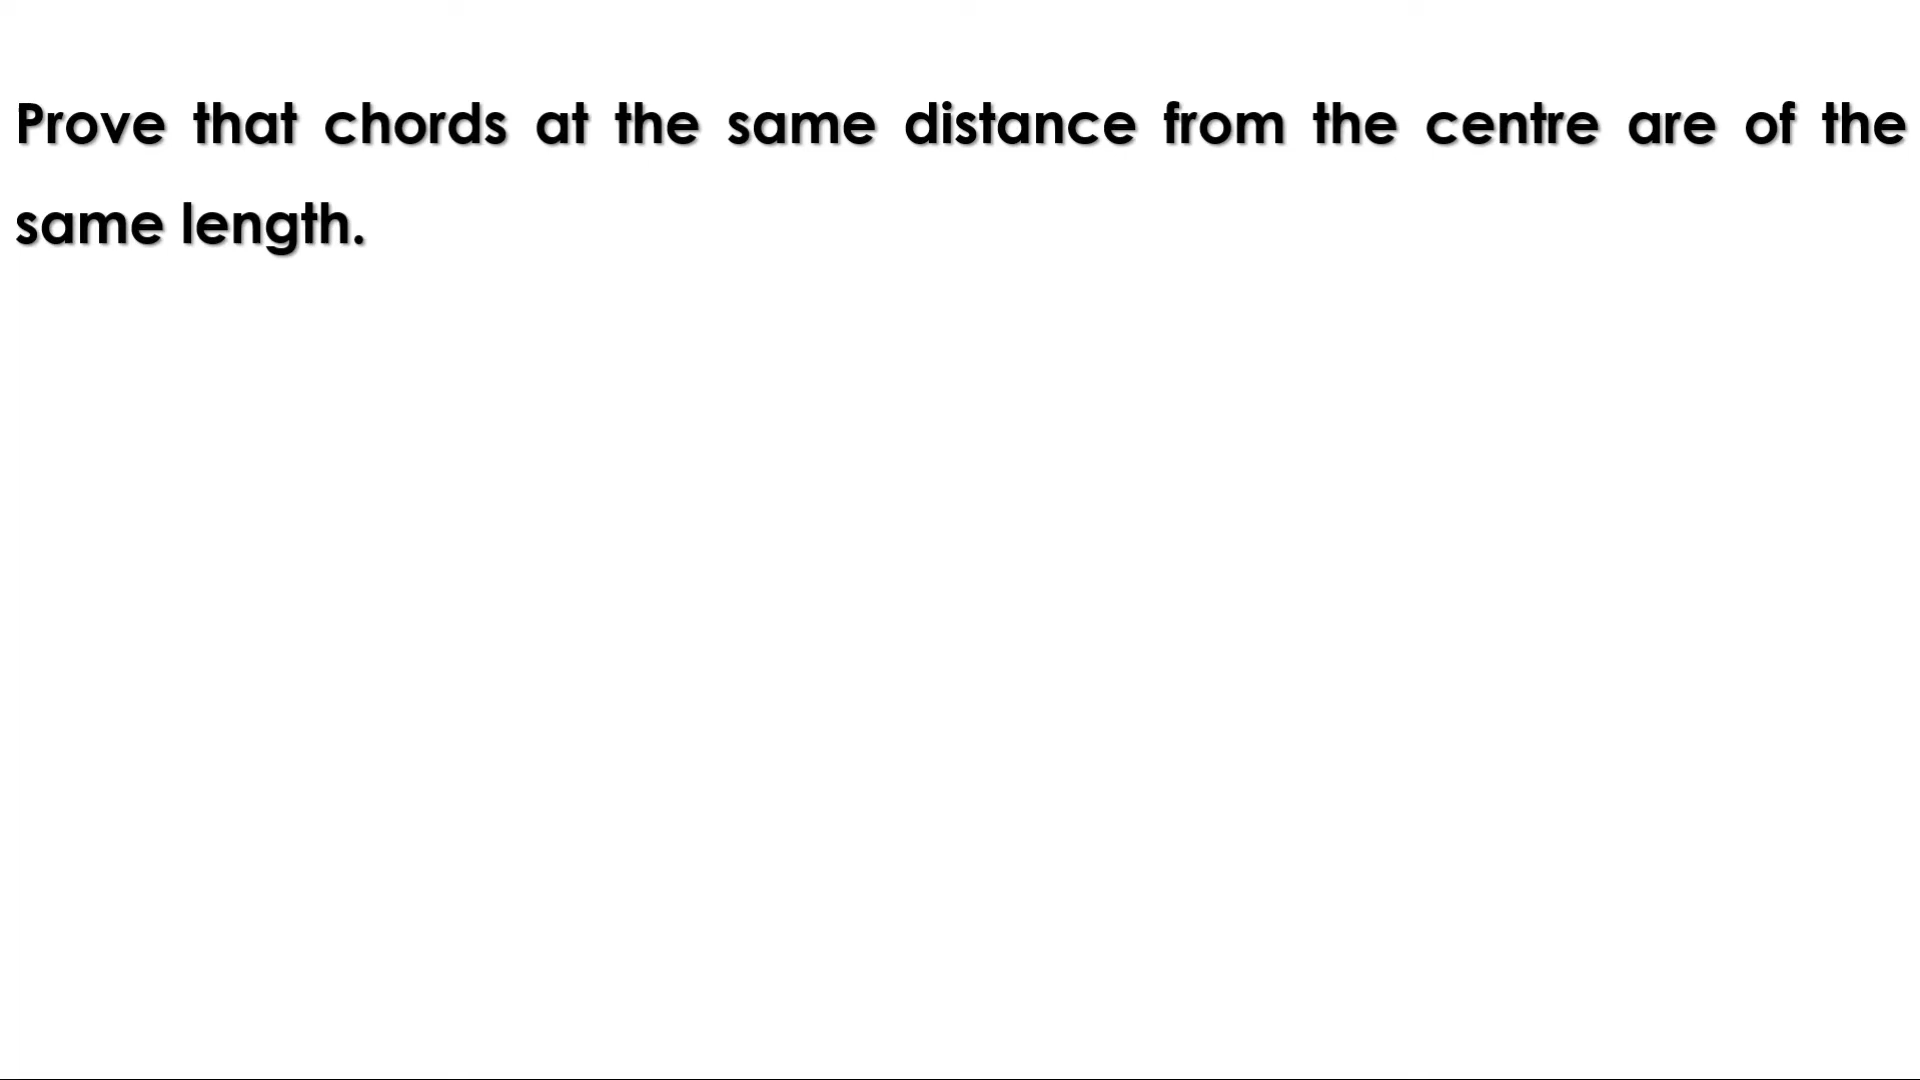 Prove that chords at the same distance from the centre are of the
same length.